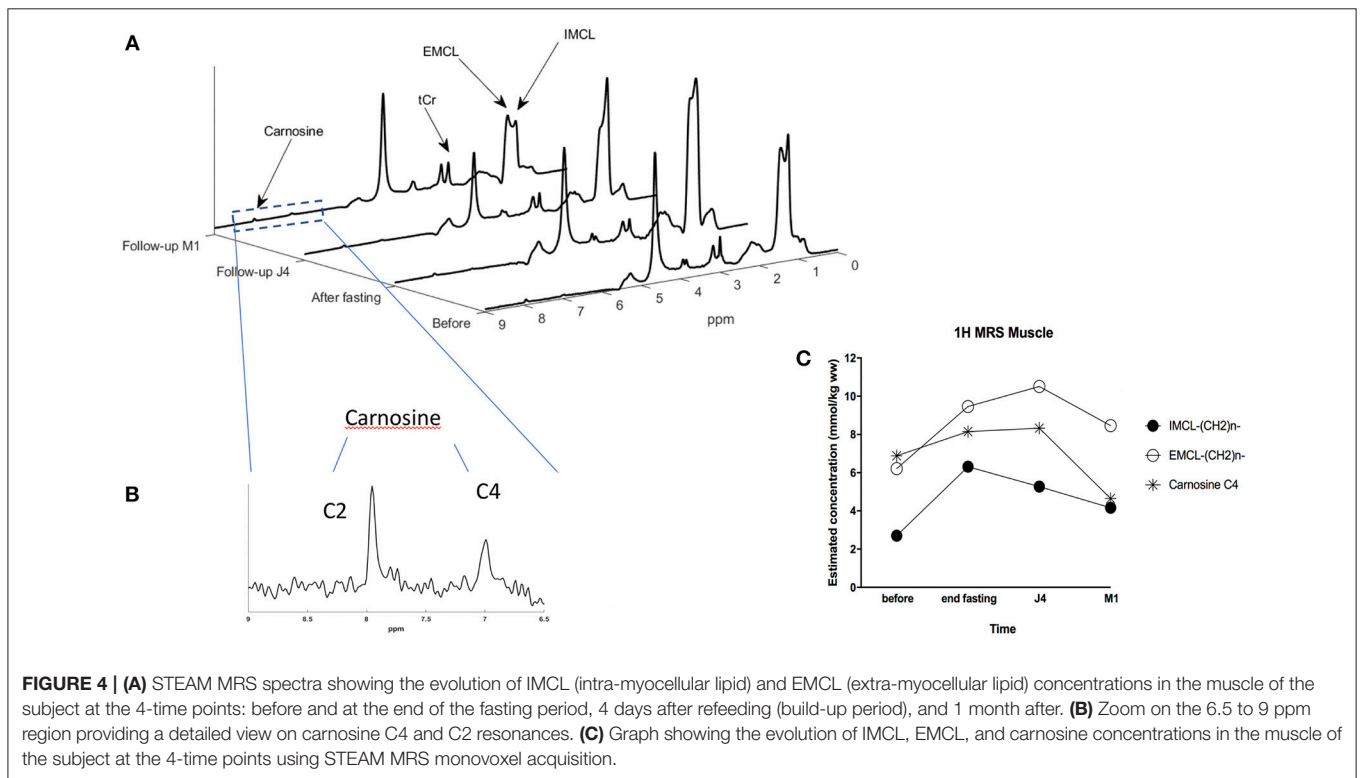 A
IMCL
EMCL
tCr
Carnosine
Follow-up M1
Follow-up J4
After fasting
Before
9 8 7 6 5 4 3 2 1 0
ppm
Carnosine
B
C2
C4
9 8.5 8 7.5 7 6.5
ppm
1H MRS Muscle
C
Estimated concentration (mmol/kg ww)
12
10
8
6
4
2
0
before end fasting J4 M1
Time
IMCL-(CH2)n-
EMCL-(CH2)n-
Carnosine C4
FIGURE 4 | (A) STEAM MRS spectra showing the evolution of IMCL (intra-myocellular lipid) and EMCL (extra-myocellular lipid) concentrations in the muscle of the
subject at the 4-time points: before and at the end of the fasting period, 4 days after refeeding (build-up period), and 1 month after. (B) Zoom on the 6.5 to 9 ppm
region providing a detailed view on carnosine C4 and C2 resonances. (C) Graph showing the evolution of IMCL, EMCL, and carnosine concentrations in the muscle of
the subject at the 4-time points using STEAM MRS monovoxel acquisition.